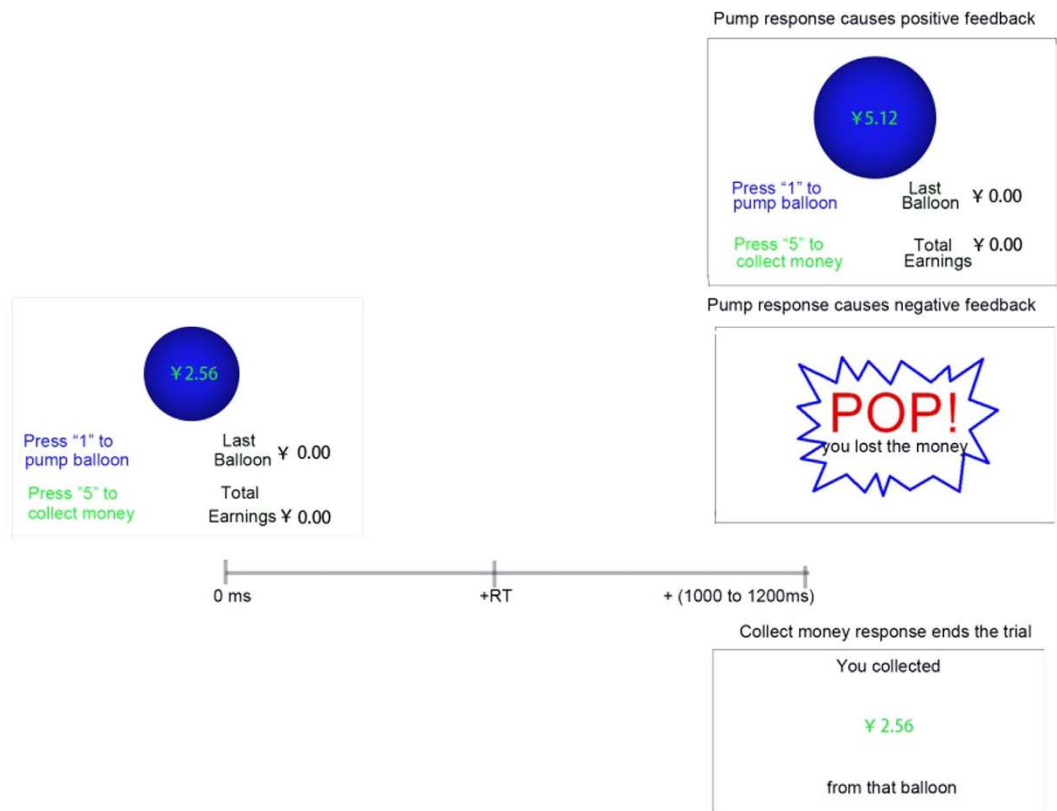 Pump response causes positive feedback
¥5.12
Press “1” to
pump balloon
Last
Balloon ¥ 0.00
Press “5” to
collect money
Total ¥ 0.00
Earnings
Pump response causes negative feedback
POP!
you lost the money
¥2.56
Press “1” to
pump balloon
Last
Balloon ¥ 0.00
Press ”5” to
collect money
Total
Earnings ¥ 0.00
0 ms
+RT
+ (1000 to 1200ms)
Collect money response ends the trial
You collected
¥ 2.56
from that balloon